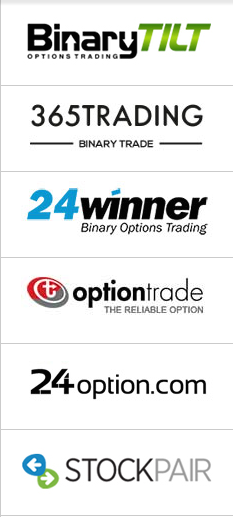 BinaryTILT
OPTIONS TRADING
365TRADING
BINARY TRADE
24winner
Binary Options Trading
t optiontrade
THE RELIABLE OPTION
24option.com
STOCKPAIR